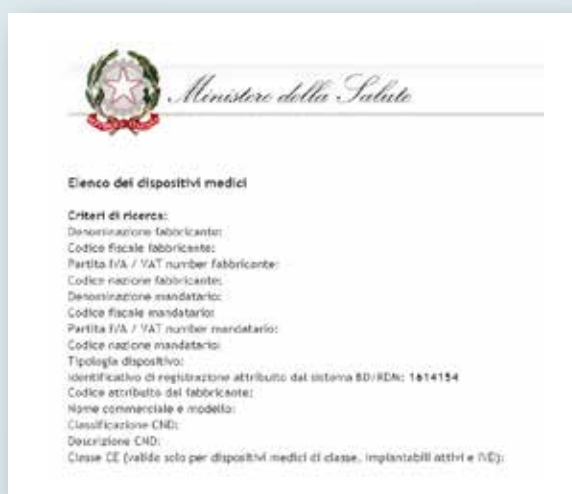 Ministero della Salute
Elenco dei dispositivi medici
Criteri di ricerca:
Denominazione fabbricante:
Codice fiscale fabbricante:
Partita IVA / VAT number fabbricante:
Codice nazione fabbricante:
Denominazione mandatario:
Codice fiscale mandatario:
Partita IVA / VAT number mandatario:
Codice nazione mandatario:
Tipologia dispositivo:
Identificativo di registrazione attribuito dal sistema BD/RDM: 1614154
Codice attribuito dal fabbricante:
Nome commerciale e modello:
Classificazione CND:
Descrizione CND:
Classe CE (valida solo per dispositivi medici di classe, impiantabili attivi e IVD):